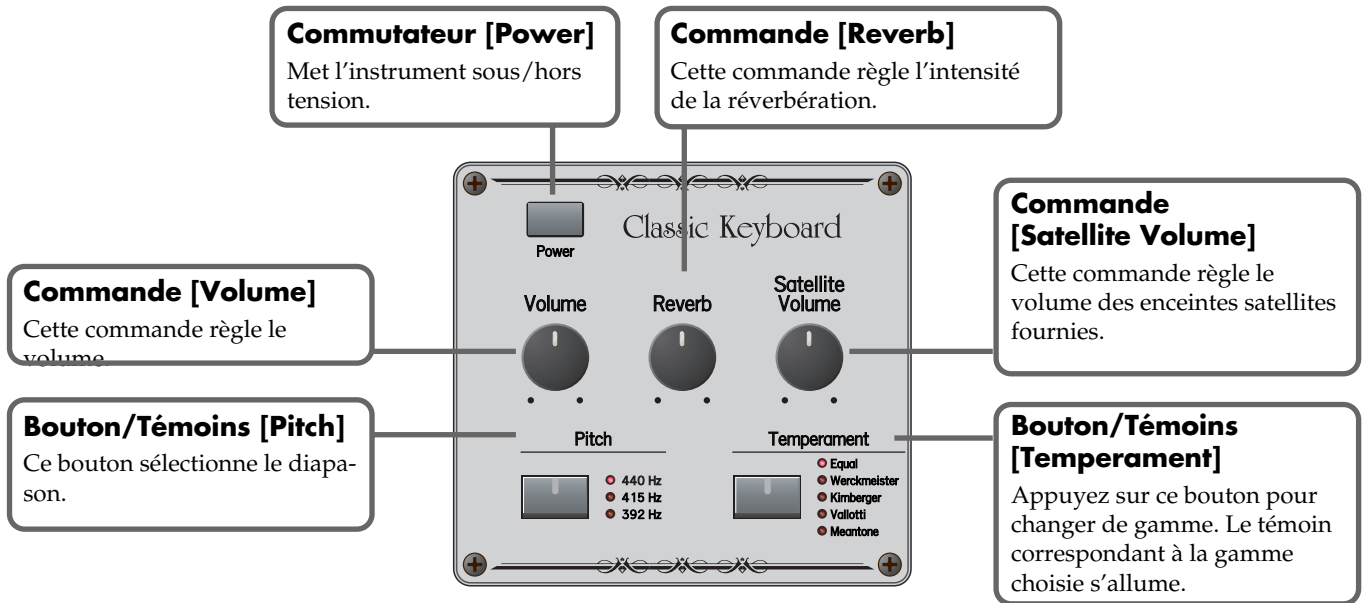 Commutateur [Power]
Met l'instrument sous/hors
tension.
Commande [Reverb]
Cette commande règle l'intensité
de la réverbération.
Power
Classic Keyboard
Commande
[Satellite Volume]
Cette commande règle le
volume des enceintes satellites
fournies.
Commande [Volume]
Cette commande règle le
volume.
Volume
Reverb
Satellite
Volume
Bouton/Témoins [Pitch]
Ce bouton sélectionne le diapa-
son.
Pitch
440 Hz
415 Hz
392 Hz
Temperament
Equal
Werckmeister
Kirnberger
Vallotti
Meantone
Bouton/Témoins
[Temperament]
Appuyez sur ce bouton pour
changer de gamme. Le témoin
correspondant à la gamme
choisie s'allume.